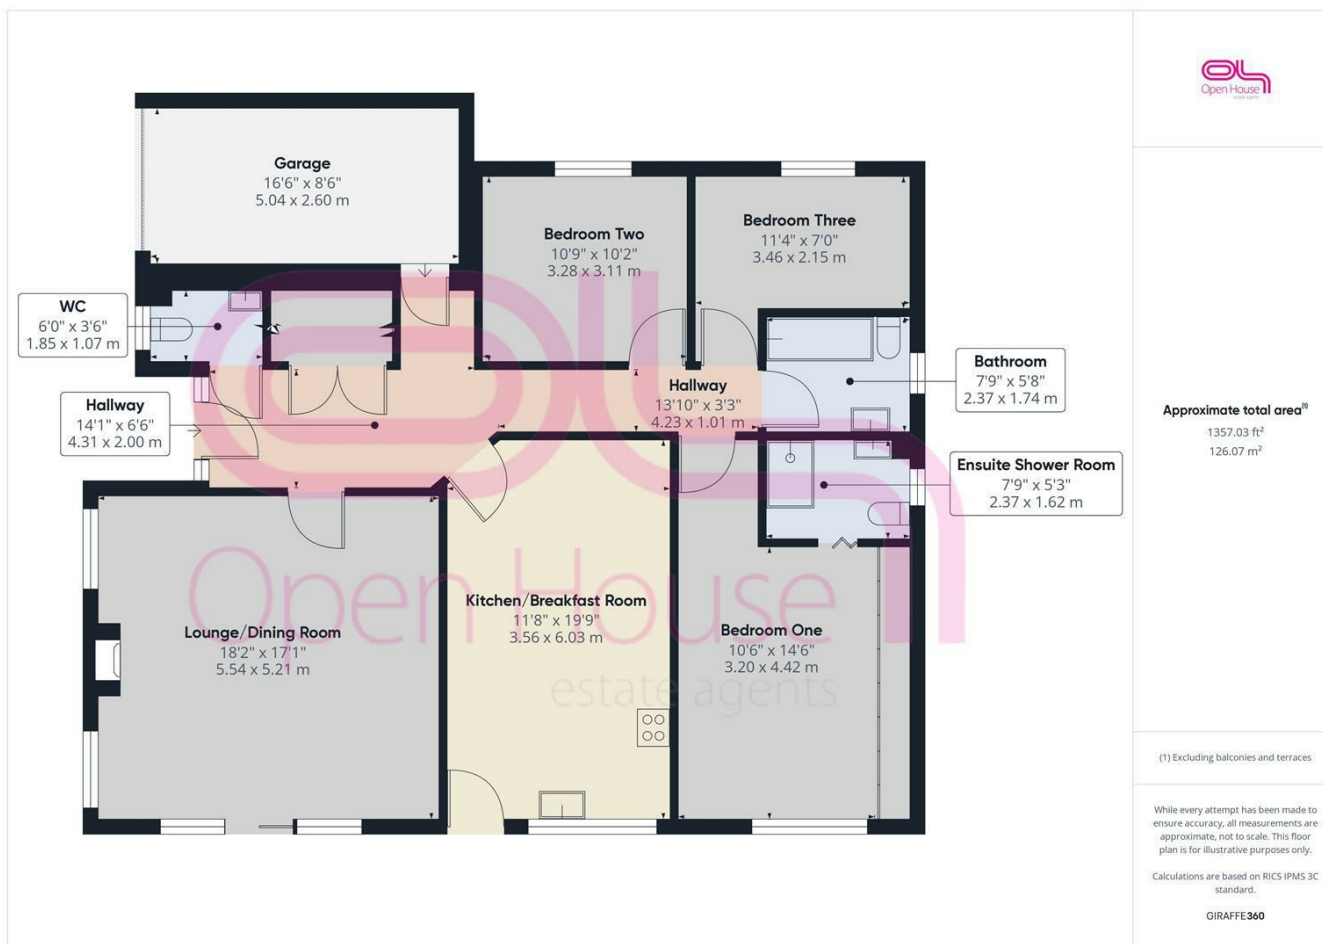 Garage
16'6" x 8'6"
5.04 x 2.60 m
Bedroom Two
10'9" x 10'2"
3.28 x 3.11 m
Bedroom Three
11'4" x 7'0"
3.46 x 2.15 m
WC
6'0" x 3'6"
1.85 x 1.07 m
Hallway
14'1" x 6'6"
4.31 x 2.00 m
Hallway
13'10" x 3'3"
4.23 x 1.01 m
Bathroom
7'9" x 5'8"
2.37 x 1.74 m
Ensuite Shower Room
7'9" x 5'3"
2.37 x 1.62 m
Lounge/Dining Room
18'2" x 17'1"
5.54 x 5.21 m
Kitchen/Breakfast Room
11'8" x 19'9"
3.56 x 6.03 m
Bedroom One
10'6" x 14'6"
3.20 x 4.42 m
Open House
estate agents
Open House
estate agents
Approximate total area⁽¹⁾
1357.03 ft²
126.07 m²
(1) Excluding balconies and terraces
While every attempt has been made to
ensure accuracy, all measurements are
approximate, not to scale. This floor
plan is for illustrative purposes only.
Calculations are based on RICS IPMS 3C
standard.
GIRAFFE360